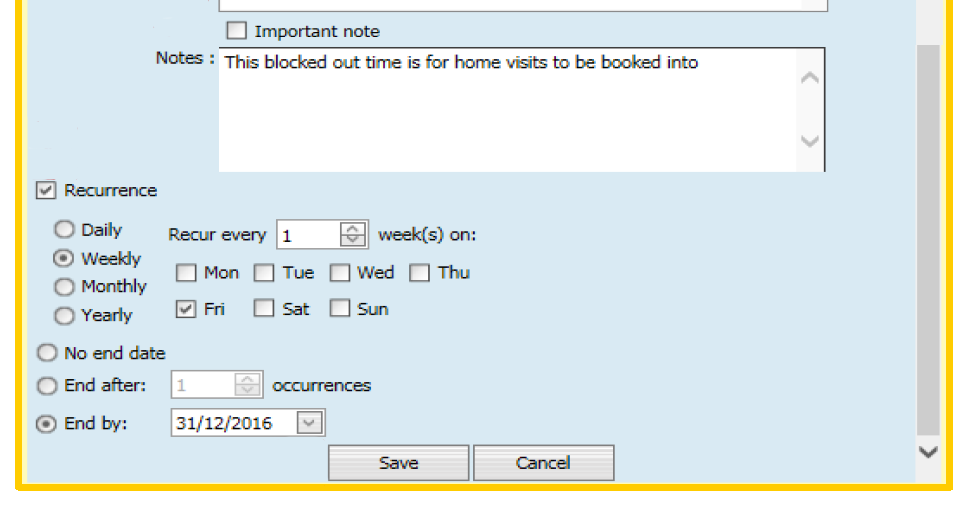 Important note
Notes : This blocked out time is for home visits to be booked into
Recurrence
Daily
Weekly
Monthly
Yearly
Recur every 1 week(s) on:
Mon Tue Wed Thu
Fri Sat Sun
No end date
End after: 1 occurrences
End by: 31/12/2016
Save Cancel